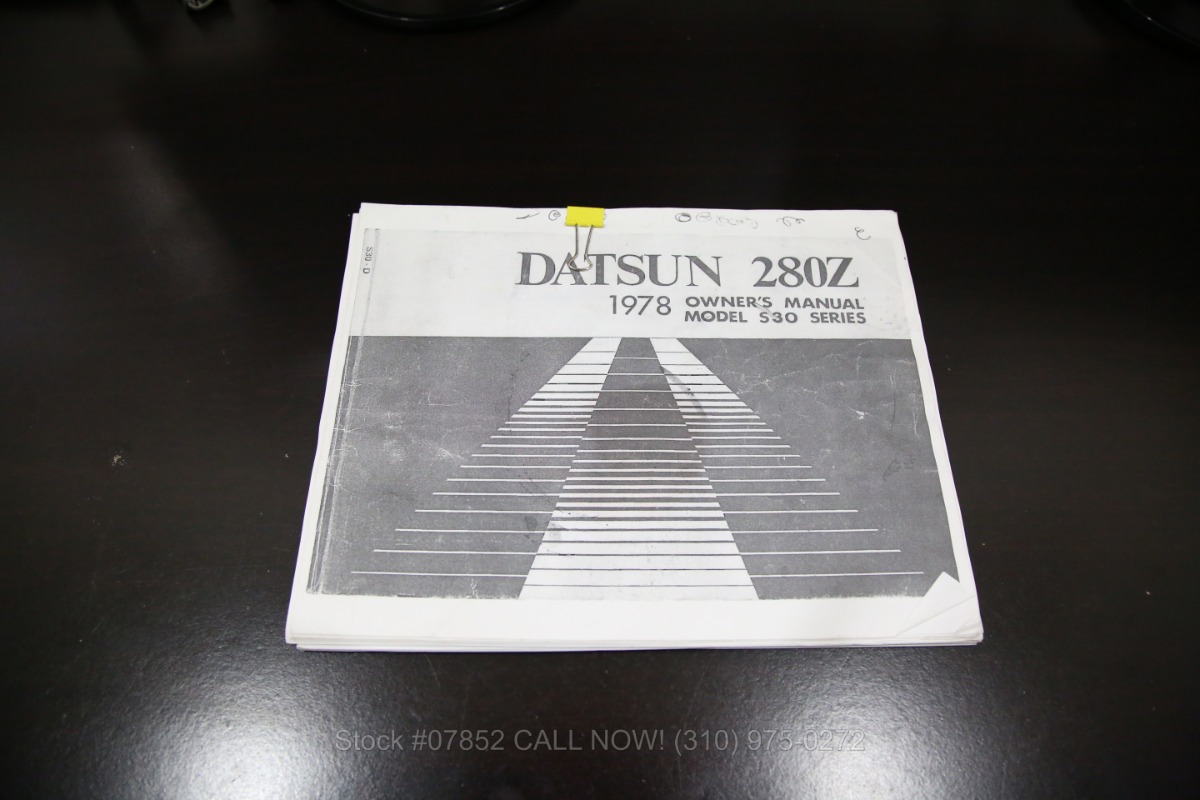 S30-D
DATSUN 280Z
1978 OWNER'S MANUAL
MODEL S30 SERIES
Stock #07852 CALL NOW! (310) 975-0272